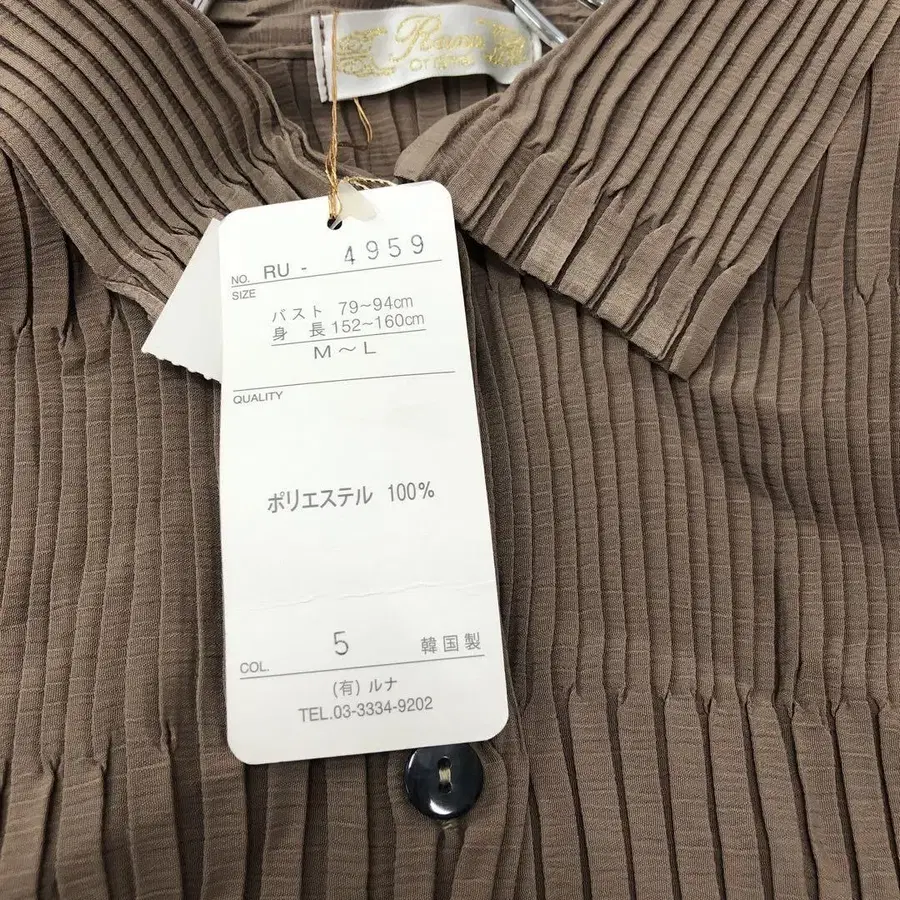 NO. RU - 4959
SIZE
バスト 79~94cm
身 長 152~160cm
M ~ L
QUALITY
ポリエステル 100%
COL. 5 韓国製
(有) ルナ
TEL.03-3334-9202